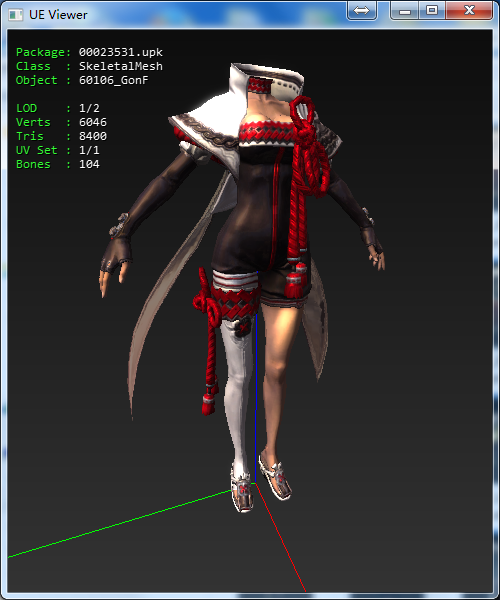 UE Viewer
Package: 00023531.upk
Class : SkeletalMesh
Object : 60106_GonF
LOD : 1/2
Verts : 6046
Tris : 8400
UV Set : 1/1
Bones : 104